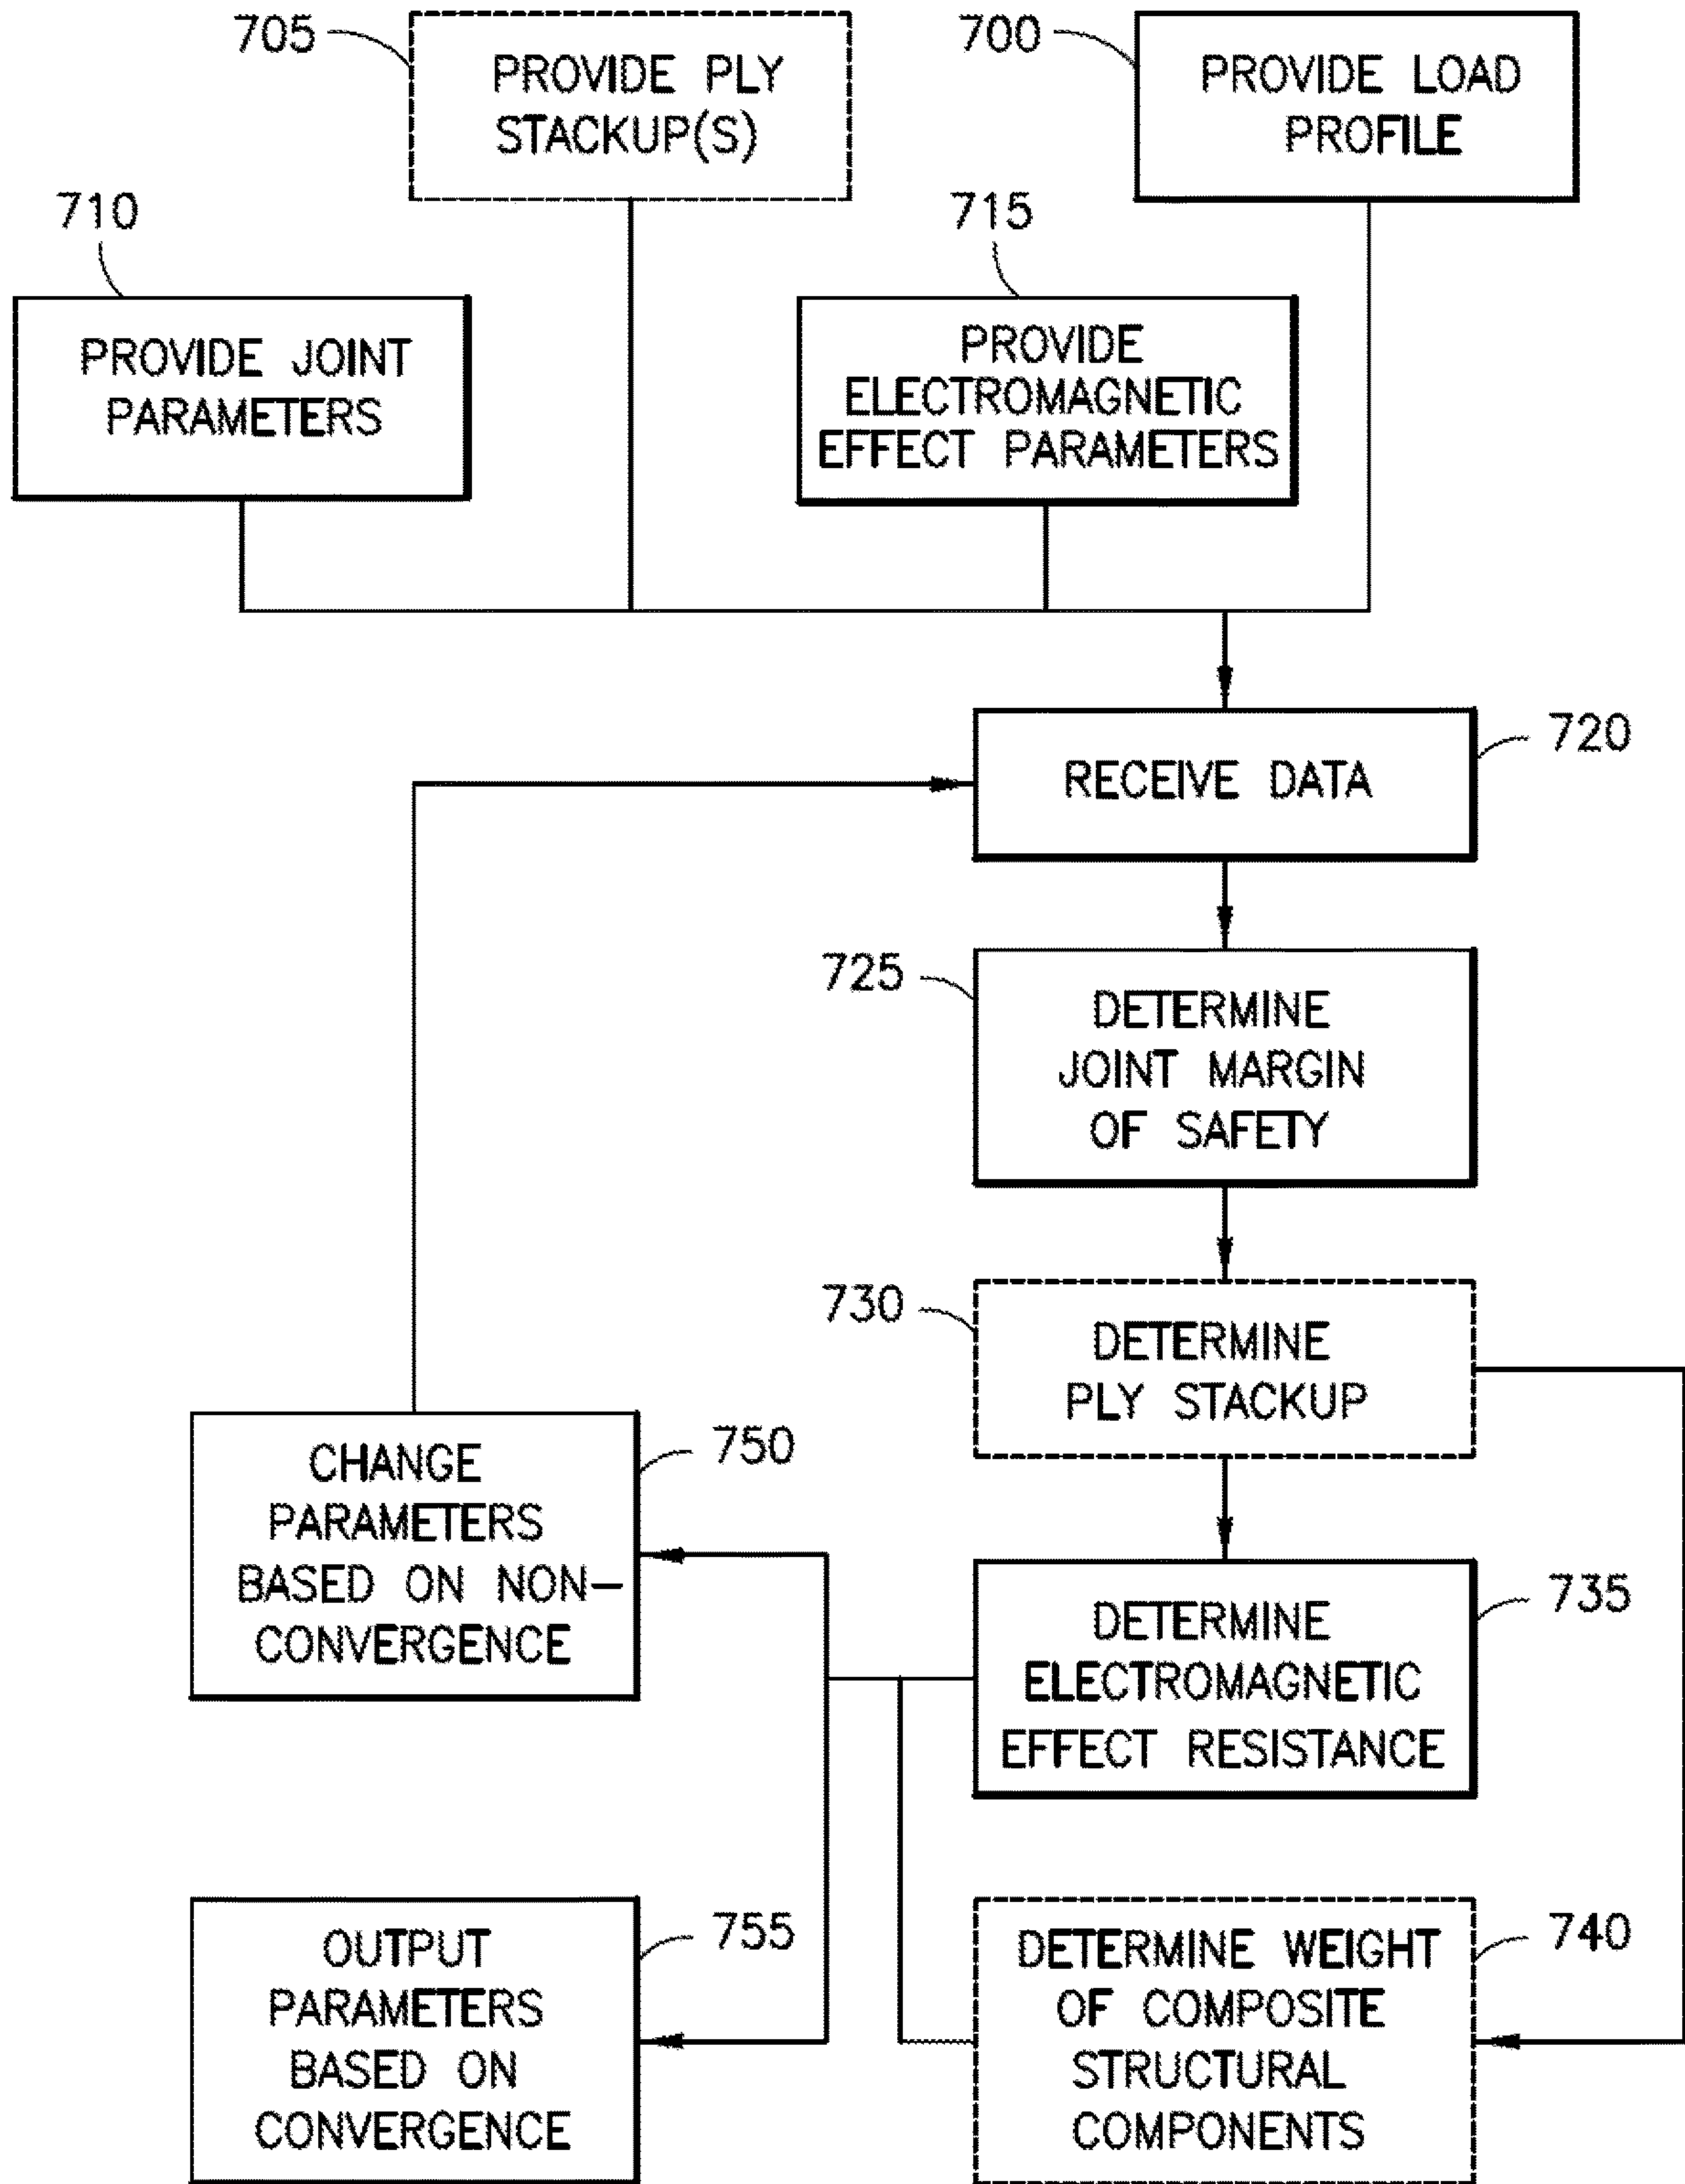 705
PROVIDE PLY
STACKUP(S)
700
PROVIDE LOAD
PROFILE
710
PROVIDE JOINT
PARAMETERS
715
PROVIDE
ELECTROMAGNETIC
EFFECT PARAMETERS
720
RECEIVE DATA
725
DETERMINE
JOINT MARGIN
OF SAFETY
730
DETERMINE
PLY STACKUP
750
CHANGE
PARAMETERS
BASED ON NON-
CONVERGENCE
735
DETERMINE
ELECTROMAGNETIC
EFFECT RESISTANCE
755
OUTPUT
PARAMETERS
BASED ON
CONVERGENCE
740
DETERMINE WEIGHT
OF COMPOSITE
STRUCTURAL
COMPONENTS